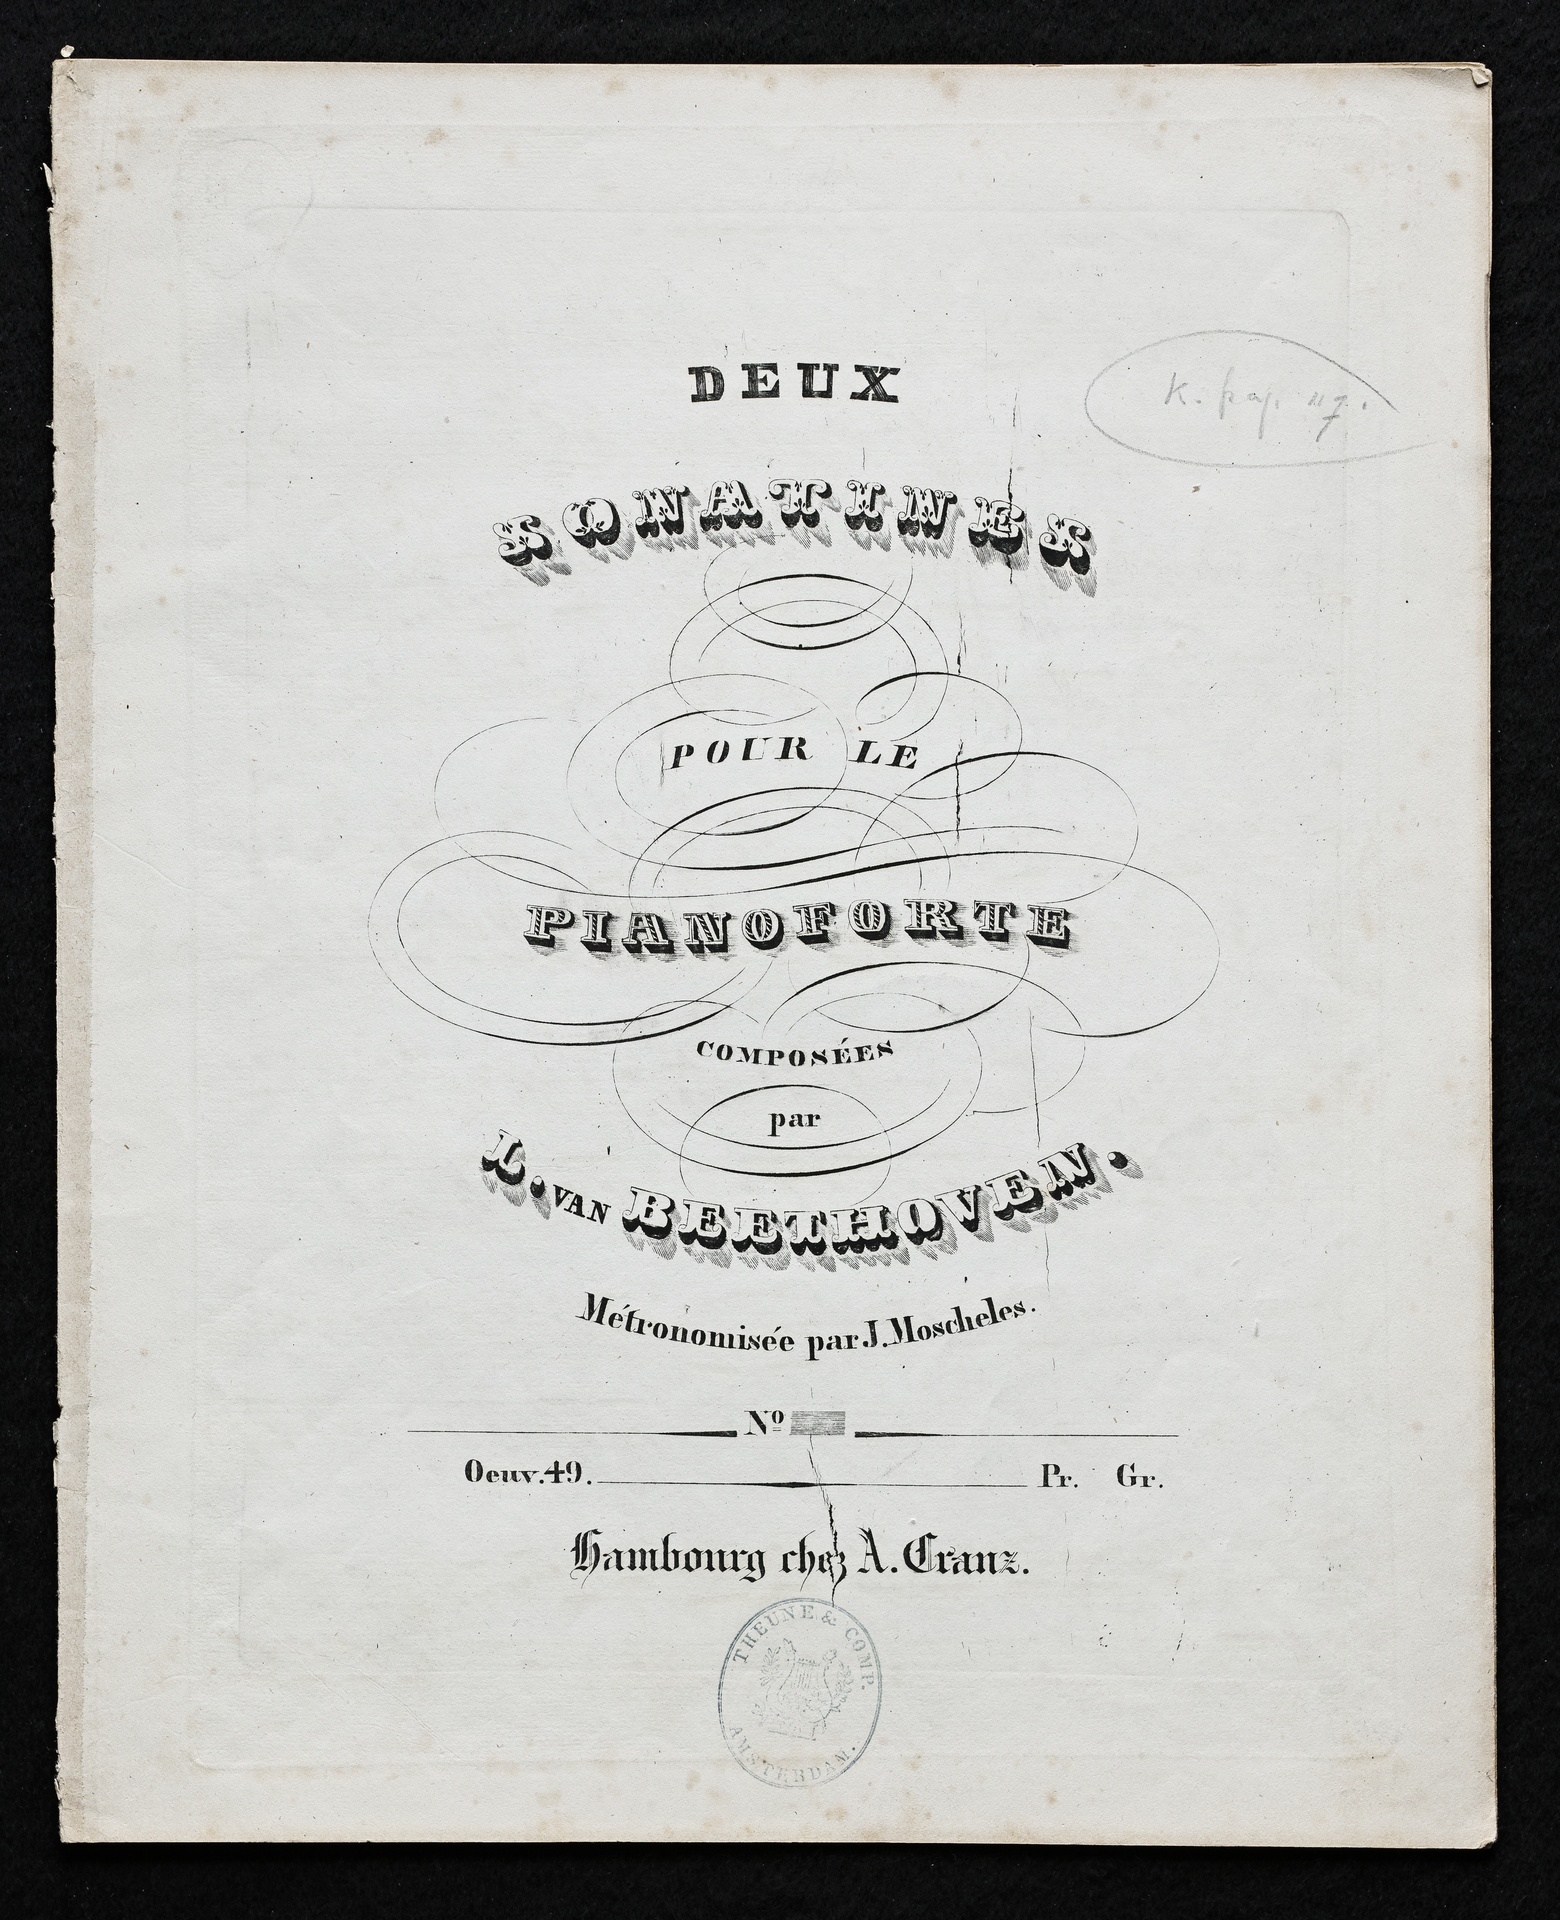 DEUX
K. 117.
SONATINES
POUR LE
PIANOFORTE
COMPOSÉES
par
L. VAN BEETHOVEN.
Métronomisée par J. Moscheles.
Nº
Oeuv. 49. Pr. Gr.
Hambourg chez A. Cranz.
THEUNE & COMP.
AMSTERDAM.